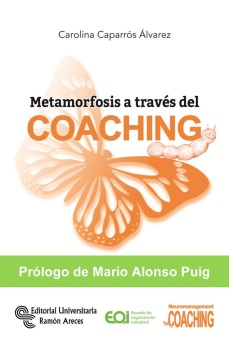 Carolina Caparrós Álvarez
Metamorfosis a través del
COACHING
Prólogo de Mario Alonso Puig
Editorial Universitaria
Ramón Areces
EOi
Escuela de
organización
industrial
Neuromanagement
COACHING